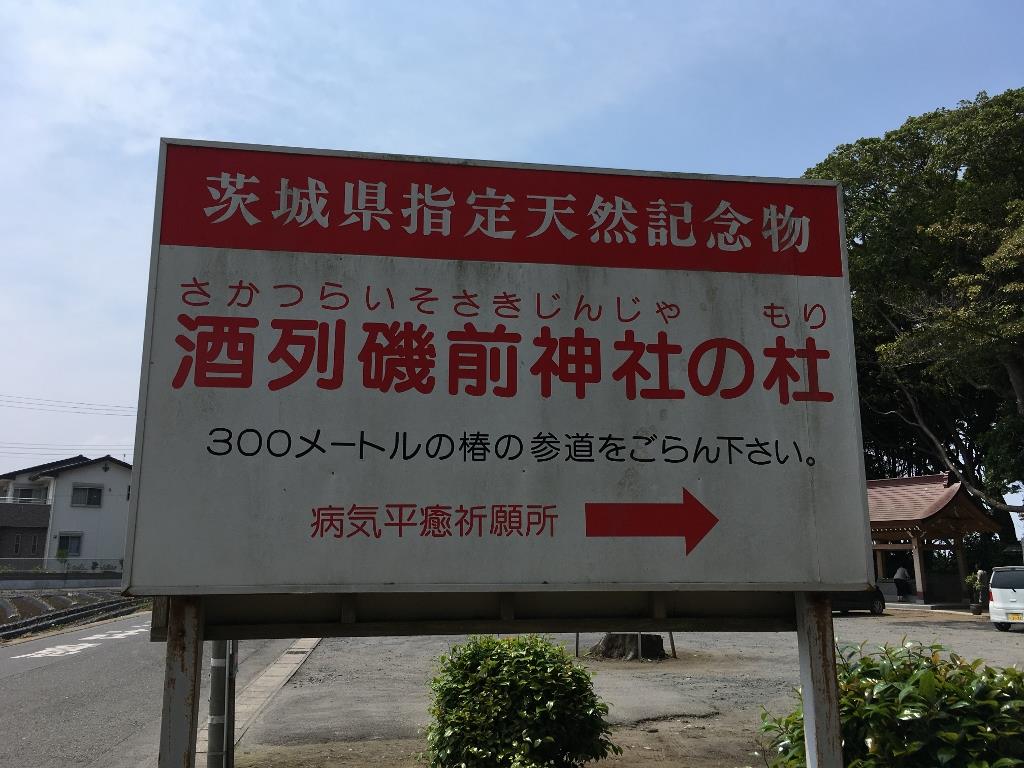 茨城県指定天然記念物
さかつらいそさきじんじゃ もり
酒列磯前神社の杜
300メートルの椿の参道をごらん下さい。
病気平癒祈願所